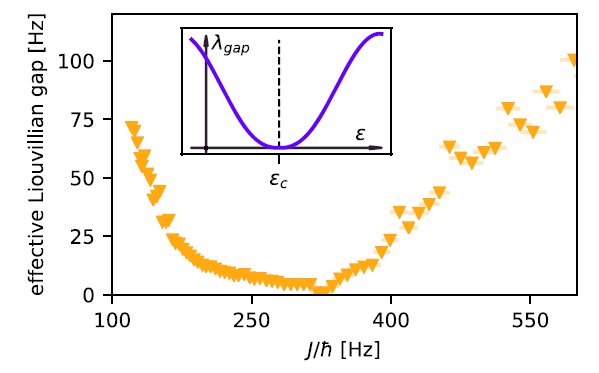 effective Liouvillian gap [Hz]
100
75
50
25
0
λgap
ε
εc
100
250
400
550
J/ħ [Hz]